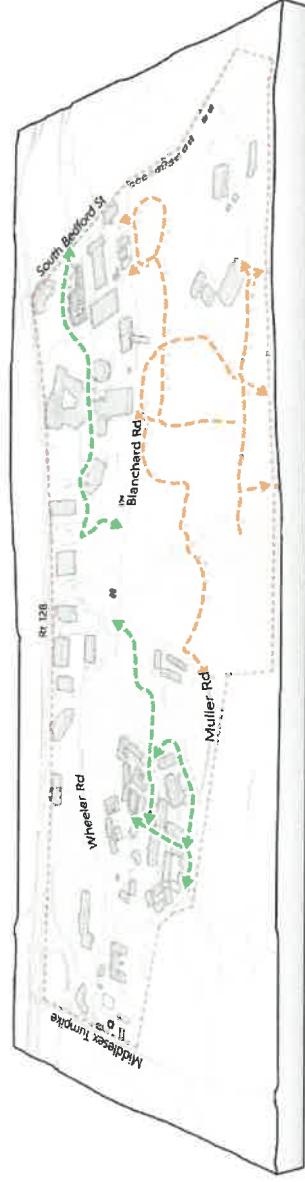 South Bedford St
Rt 128
Blanchard Rd
Muller Rd
Wheeler Rd
Middlesex Turnpike